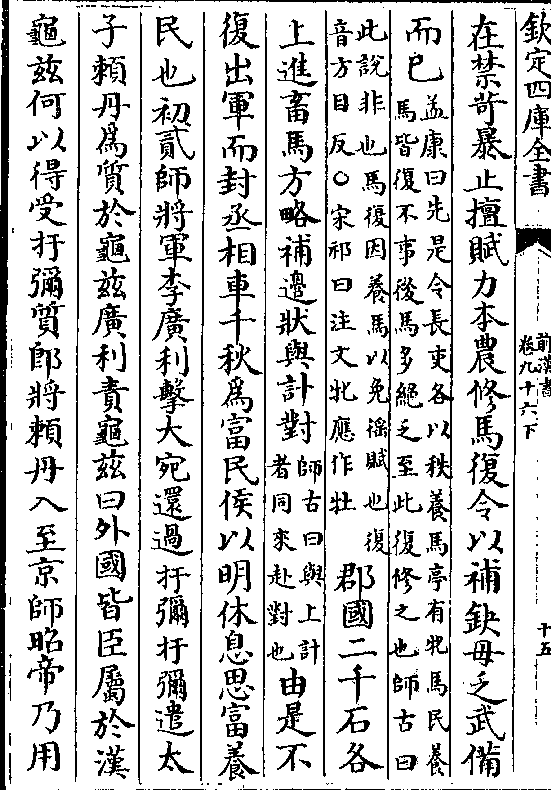 欽定四庫全書
前漢書
卷九十六下
十五
在禁苛暴止擅賦力本農修馬復令以補缺毋乏武備
而已
孟康曰先是令長吏各以秩養馬亭有牝馬民養
馬皆復不事後馬多絕乏至此復修之也師古曰
此說非也馬復因養馬以免徭賦也復
音方目反○宋祁曰注文牝應作牡
郡國二千石各
上進畜馬方略補邊狀與計對
師古曰與上計
者同來赴對也
由是不
復出軍而封丞相車千秋為富民侯以明休息思富養
民也初貳師將軍李廣利擊大宛還過扜彌扜彌遣太
子賴丹為質於龜兹廣利責龜兹曰外國皆臣屬於漢
龜兹何以得受扜彌質即將賴丹入至京師昭帝乃用